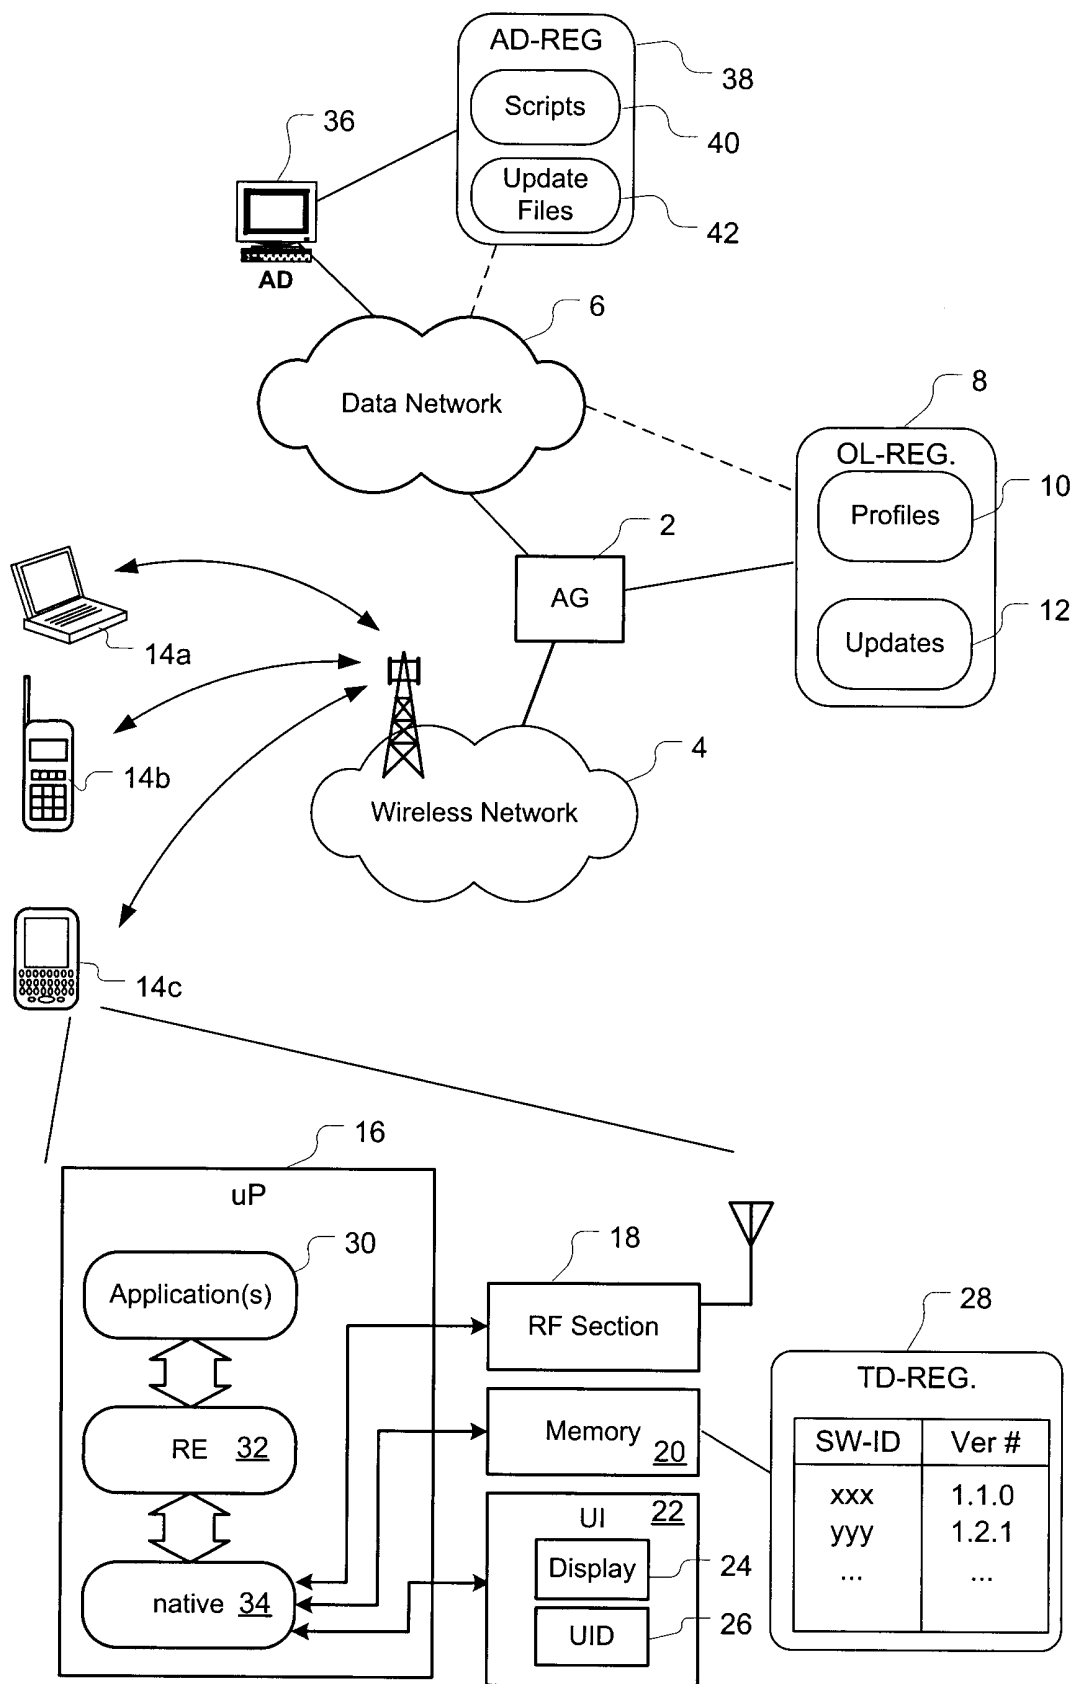 AD-REG
38
Scripts
40
36
Update
Files
42
AD
6
Data Network
8
OL-REG.
Profiles
10
2
AG
Updates
12
14a
14b
4
Wireless Network
14c
16
uP
30
Application(s)
18
RF Section
28
TD-REG.
SW-ID Ver #
xxx 1.1.0
yyy 1.2.1
... ...
RE 32
Memory 20
UI 22
Display
24
native 34
UID
26